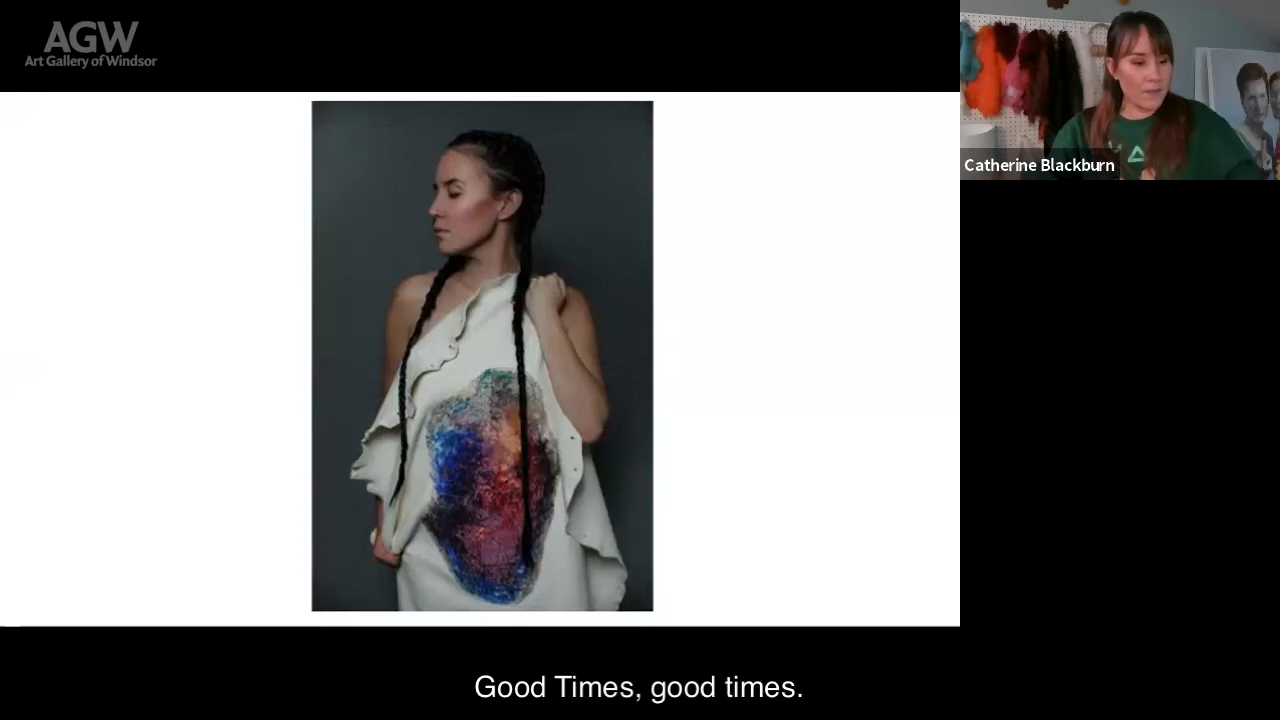 AGW
Art Gallery of Windsor
Catherine Blackburn
Good Times, good times.